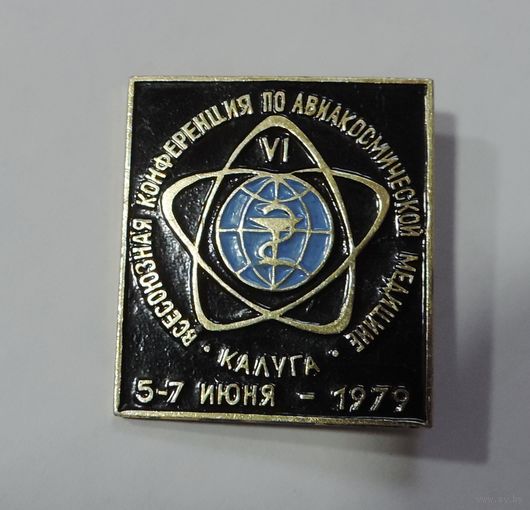 ВСЕСОЮЗНАЯ КОНФЕРЕНЦИЯ ПО АВИАКОСМИЧЕСКОЙ МЕДИЦИНЕ
VI
· КАЛУГА ·
5-7 ИЮНЯ - 1979